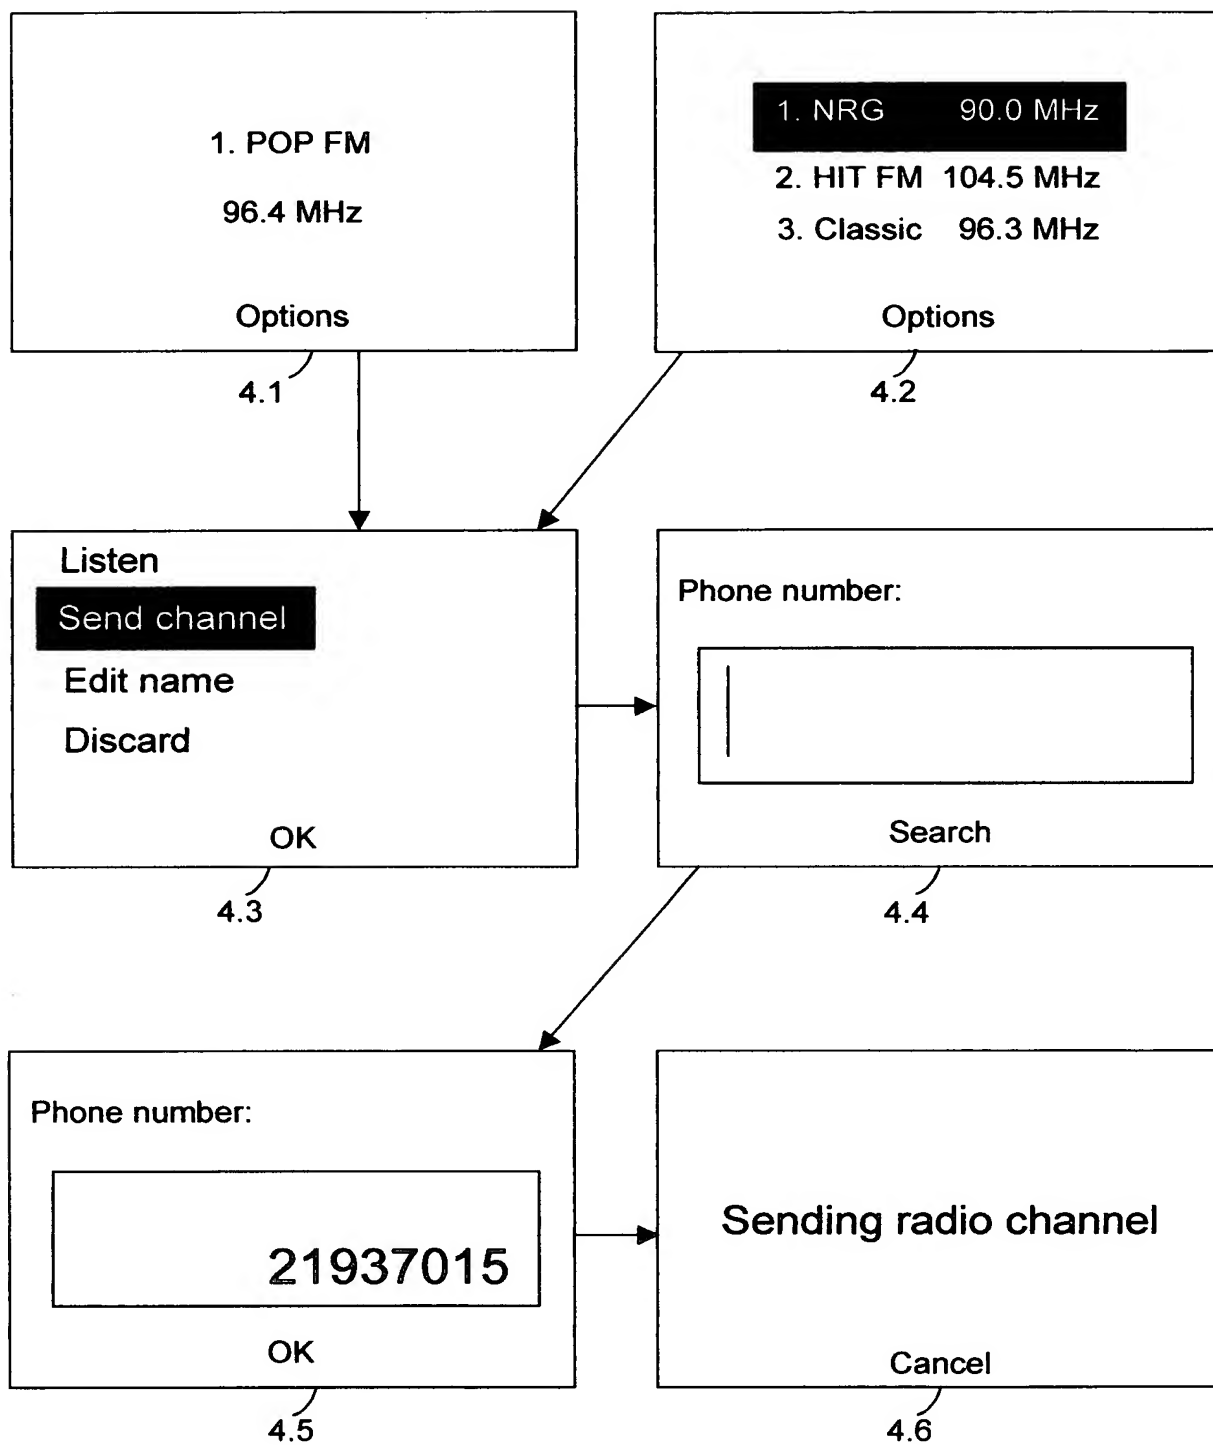 1. POP FM
96.4 MHz
Options
4.1
1. NRG 90.0 MHz
2. HIT FM 104.5 MHz
3. Classic 96.3 MHz
Options
4.2
Listen
Send channel
Edit name
Discard
OK
4.3
Phone number:
Search
4.4
Phone number:
21937015
OK
4.5
Sending radio channel
Cancel
4.6